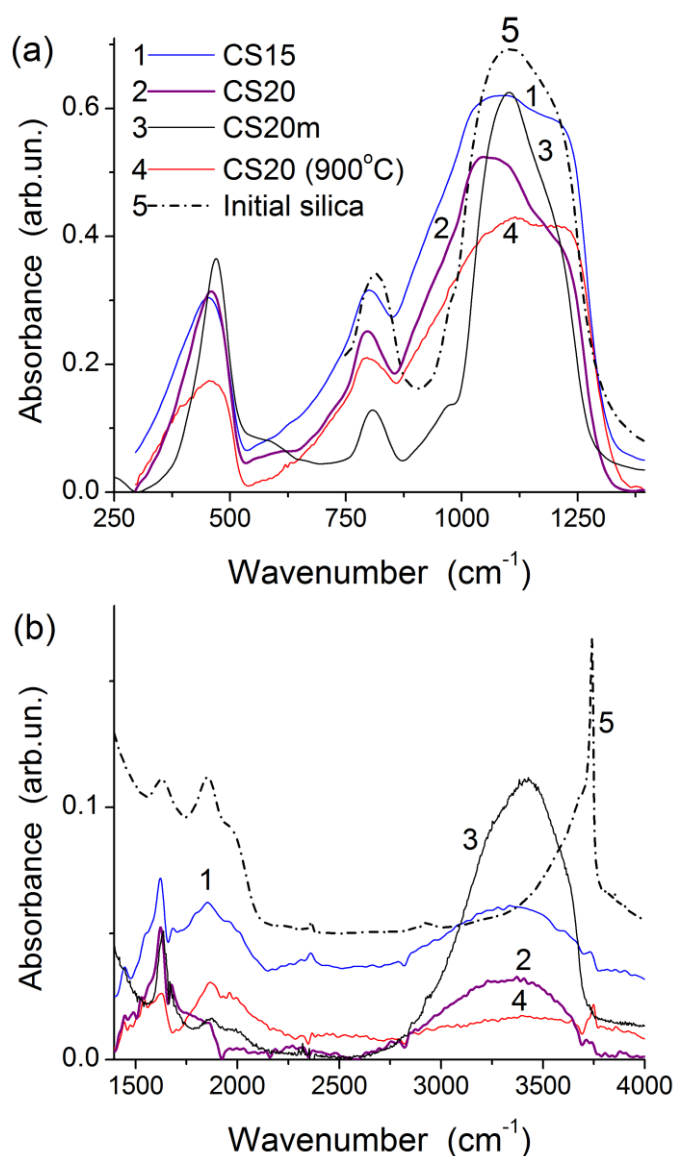 (a)
1 CS15
2 CS20
3 CS20m
4 CS20 (900°C)
5 Initial silica
5
1
3
2
4
Absorbance (arb.un.)
0.6
0.4
0.2
0.0
250 500 750 1000 1250
Wavenumber (cm⁻¹)
(b)
5
3
1
2
4
Absorbance (arb.un.)
0.1
0.0
1500 2000 2500 3000 3500 4000
Wavenumber (cm⁻¹)